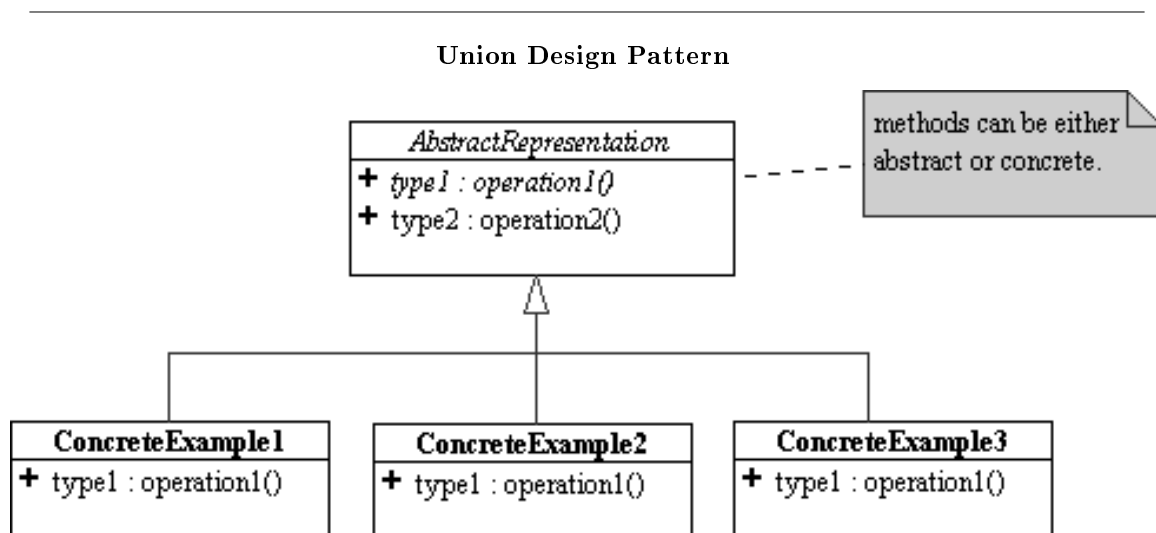 Union Design Pattern
methods can be either
abstract or concrete.
AbstractRepresentation
+ type1 : operation1()
+ type2 : operation2()
ConcreteExample1
+ type1 : operation1()
ConcreteExample2
+ type1 : operation1()
ConcreteExample3
+ type1 : operation1()